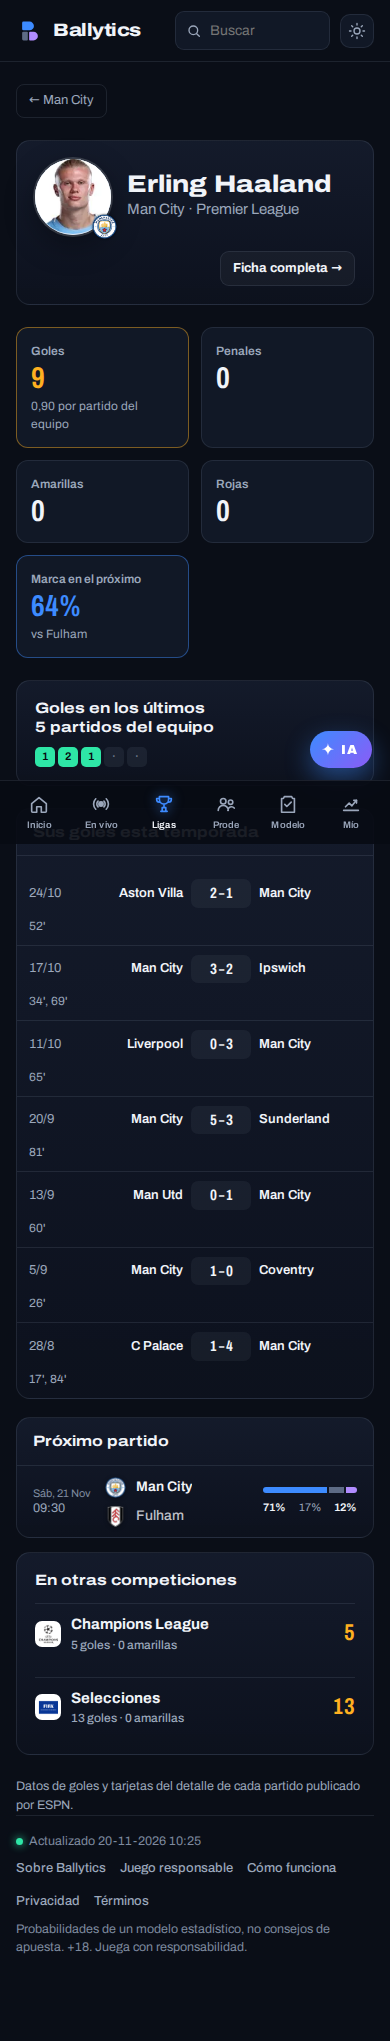 Ballytics
Buscar
← Man City
Erling Haaland
Man City · Premier League
Ficha completa →
Goles
9
0,90 por partido del
equipo
Penales
0
Amarillas
0
Rojas
0
Marca en el próximo
64%
vs Fulham
Goles en los últimos
5 partidos del equipo
1 2 1 · ·
✦ IA
Inicio En vivo Ligas Prode Modelo Mío
Sus goles esta temporada
24/10 Aston Villa 2–1 Man City
52'
17/10 Man City 3–2 Ipswich
34', 69'
11/10 Liverpool 0–3 Man City
65'
20/9 Man City 5–3 Sunderland
81'
13/9 Man Utd 0–1 Man City
60'
5/9 Man City 1–0 Coventry
26'
28/8 C Palace 1–4 Man City
17', 84'
Próximo partido
Sáb, 21 Nov
09:30
Man City
Fulham
71% 17% 12%
En otras competiciones
Champions League
5 goles · 0 amarillas
5
Selecciones
13 goles · 0 amarillas
13
Datos de goles y tarjetas del detalle de cada partido publicado
por ESPN.
Actualizado 20-11-2026 10:25
Sobre Ballytics Juego responsable Cómo funciona
Privacidad Términos
Probabilidades de un modelo estadístico, no consejos de
apuesta. +18. Juega con responsabilidad.